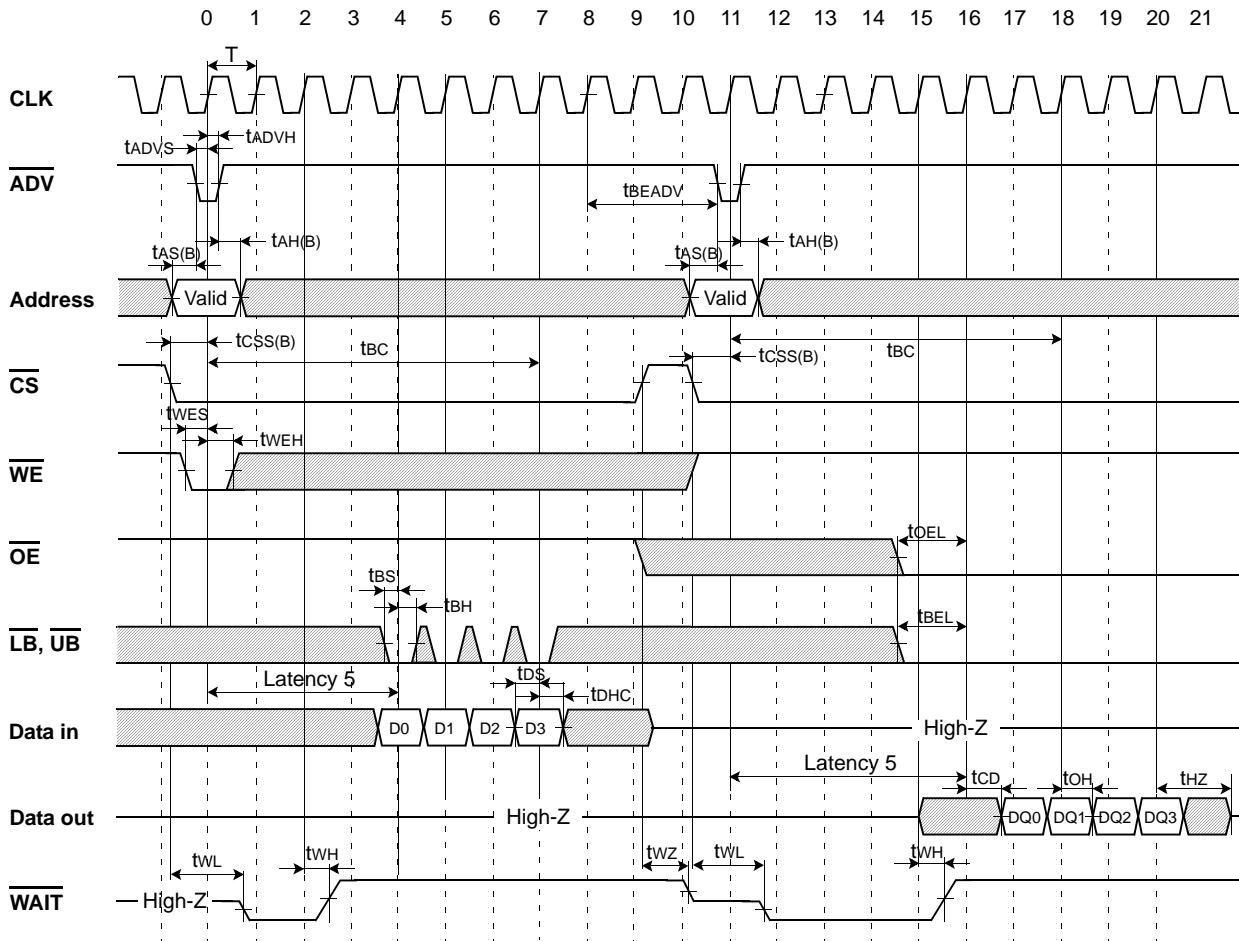 0 1 2 3 4 5 6 7 8 9 10 11 12 13 14 15 16 17 18 19 20 21
T
CLK
tADVH
tADVS
ADV
tBEADV
tAH(B)
tAS(B)
tAS(B)
tAH(B)
Address
Valid
Valid
tCSS(B)
tBC
tCSS(B)
tBC
CS
tWES
tWEH
WE
OE
tOEL
tBS
tBH
tBEL
LB, UB
Latency 5
tDS
tDHC
Data in
D0 D1 D2 D3
High-Z
Latency 5
tCD
tOH
tHZ
Data out
High-Z
DQ0 DQ1 DQ2 DQ3
tWL
tWH
tWZ
tWL
tWH
WAIT
High-Z